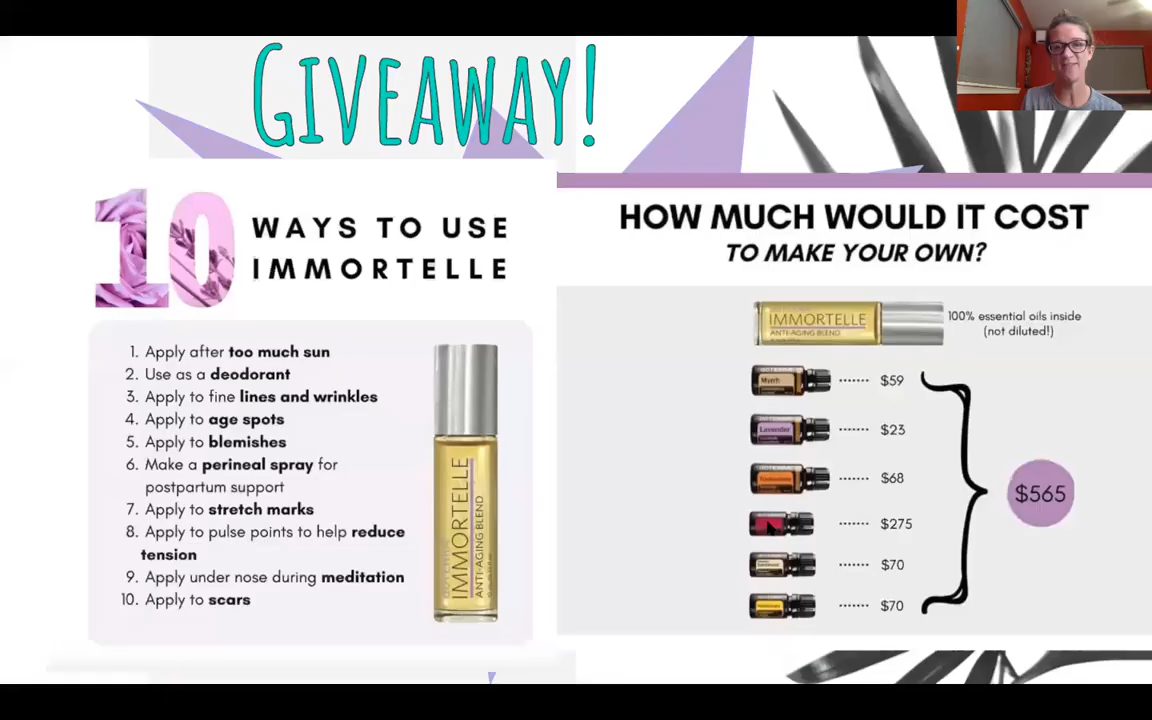 GIVEAWAY!
10
WAYS TO USE
IMMORTELLE
1. Apply after too much sun
2. Use as a deodorant
3. Apply to fine lines and wrinkles
4. Apply to age spots
5. Apply to blemishes
6. Make a perineal spray for
postpartum support
7. Apply to stretch marks
8. Apply to pulse points to help reduce
tension
9. Apply under nose during meditation
10. Apply to scars
IMMORTELLE
ANTI-AGING BLEND
HOW MUCH WOULD IT COST
TO MAKE YOUR OWN?
IMMORTELLE
ANTI-AGING BLEND
100% essential oils inside
(not diluted!)
Myrrh
$59
Lavender
$23
$68
$275
$70
$70
$565